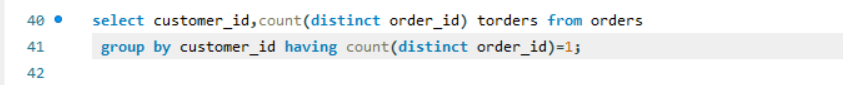 40 select customer_id,count(distinct order_id) torders from orders
41 group by customer_id having count(distinct order_id)=1;
42